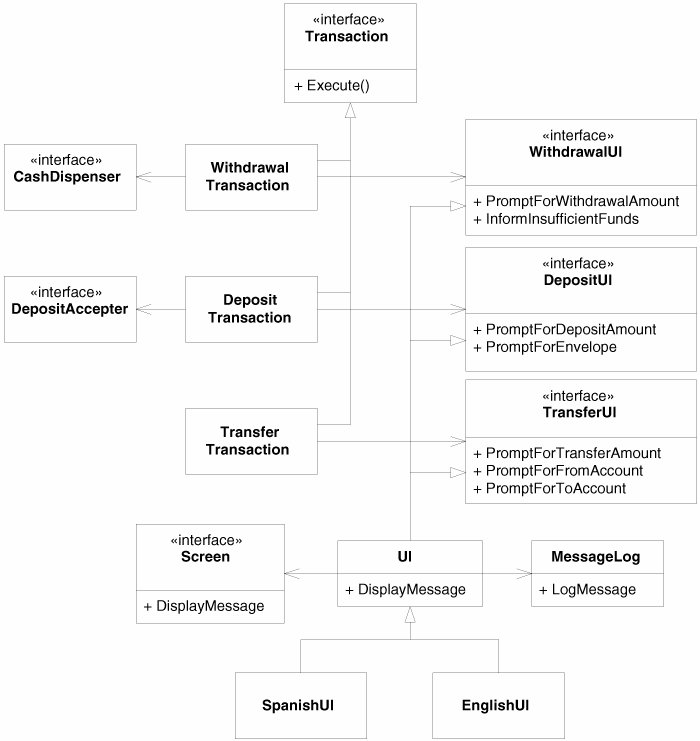 «interface»
Transaction
+ Execute()
«interface»
CashDispenser
Withdrawal
Transaction
«interface»
WithdrawalUI
+ PromptForWithdrawalAmount
+ InformInsufficientFunds
«interface»
DepositAccepter
Deposit
Transaction
«interface»
DepositUI
+ PromptForDepositAmount
+ PromptForEnvelope
Transfer
Transaction
«interface»
TransferUI
+ PromptForTransferAmount
+ PromptForFromAccount
+ PromptForToAccount
«interface»
Screen
+ DisplayMessage
UI
+ DisplayMessage
MessageLog
+ LogMessage
SpanishUI
EnglishUI